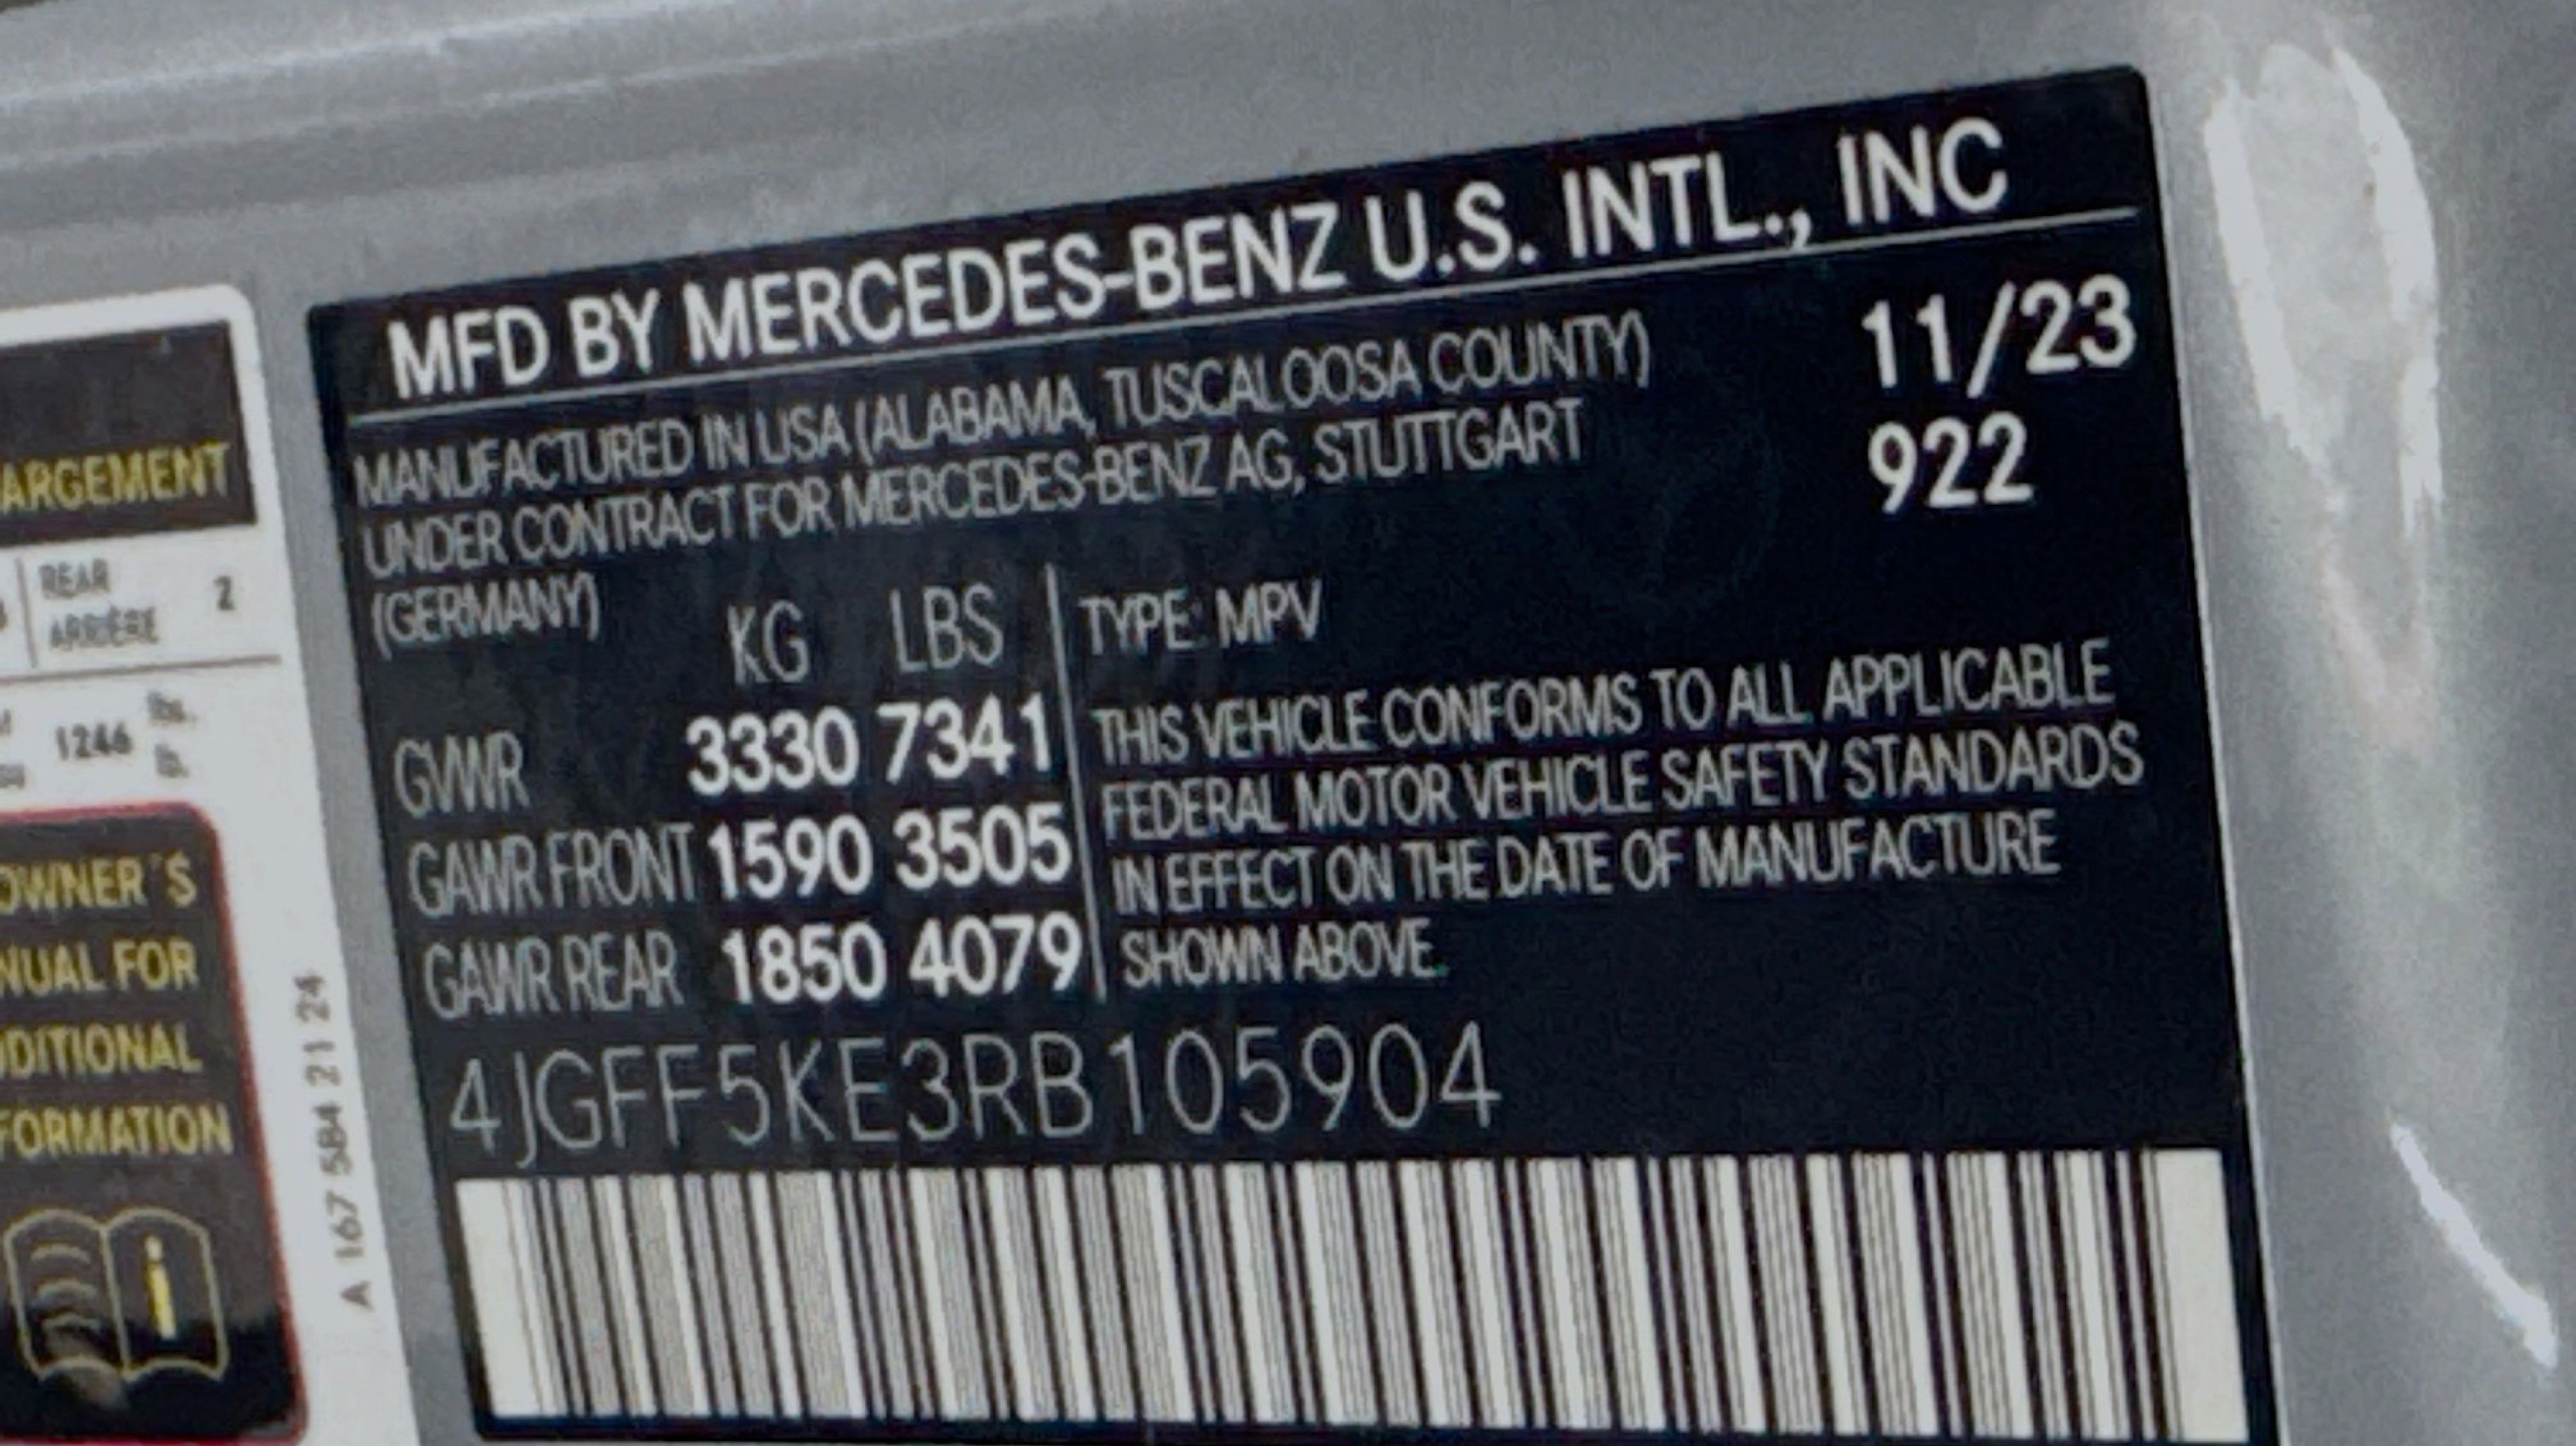 ARGEMENT
REAR
ARRIÈRE 2
1246 lbs.
lb.
OWNER'S
NUAL FOR
DDITIONAL
FORMATION
A 167 584 21 24
MFD BY MERCEDES-BENZ U.S. INTL., INC
MANUFACTURED IN USA (ALABAMA, TUSCALOOSA COUNTY)
UNDER CONTRACT FOR MERCEDES-BENZ AG, STUTTGART
(GERMANY)
11/23
922
KG LBS
GVWR 3330 7341
GAWR FRONT 1590 3505
GAWR REAR 1850 4079
TYPE: MPV
THIS VEHICLE CONFORMS TO ALL APPLICABLE
FEDERAL MOTOR VEHICLE SAFETY STANDARDS
IN EFFECT ON THE DATE OF MANUFACTURE
SHOWN ABOVE.
4JGFF5KE3RB105904